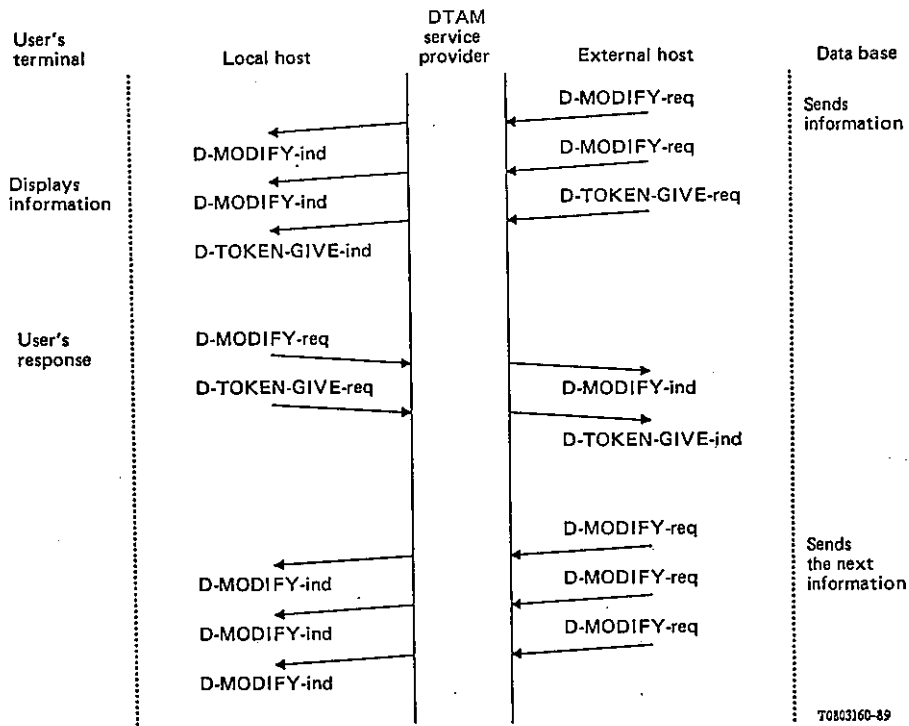 User's
terminal
Local host
DTAM
service
provider
External host
Data base
D-MODIFY-req
Sends
information
D-MODIFY-ind
D-MODIFY-req
Displays
information
D-MODIFY-ind
D-TOKEN-GIVE-req
D-TOKEN-GIVE-ind
User's
response
D-MODIFY-req
D-TOKEN-GIVE-req
D-MODIFY-ind
D-TOKEN-GIVE-ind
D-MODIFY-req
Sends
the next
information
D-MODIFY-ind
D-MODIFY-req
D-MODIFY-ind
D-MODIFY-req
D-MODIFY-ind
T0803160-89